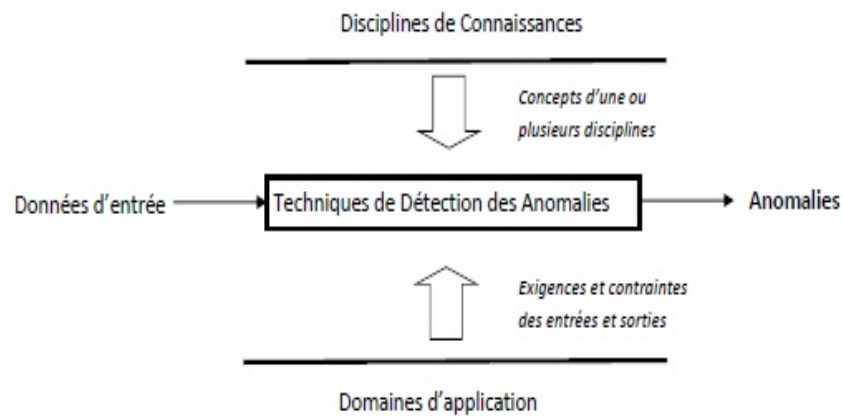 Disciplines de Connaissances
Concepts d'une ou
plusieurs disciplines
Données d'entrée
Techniques de Détection des Anomalies
Anomalies
Exigences et contraintes
des entrées et sorties
Domaines d'application